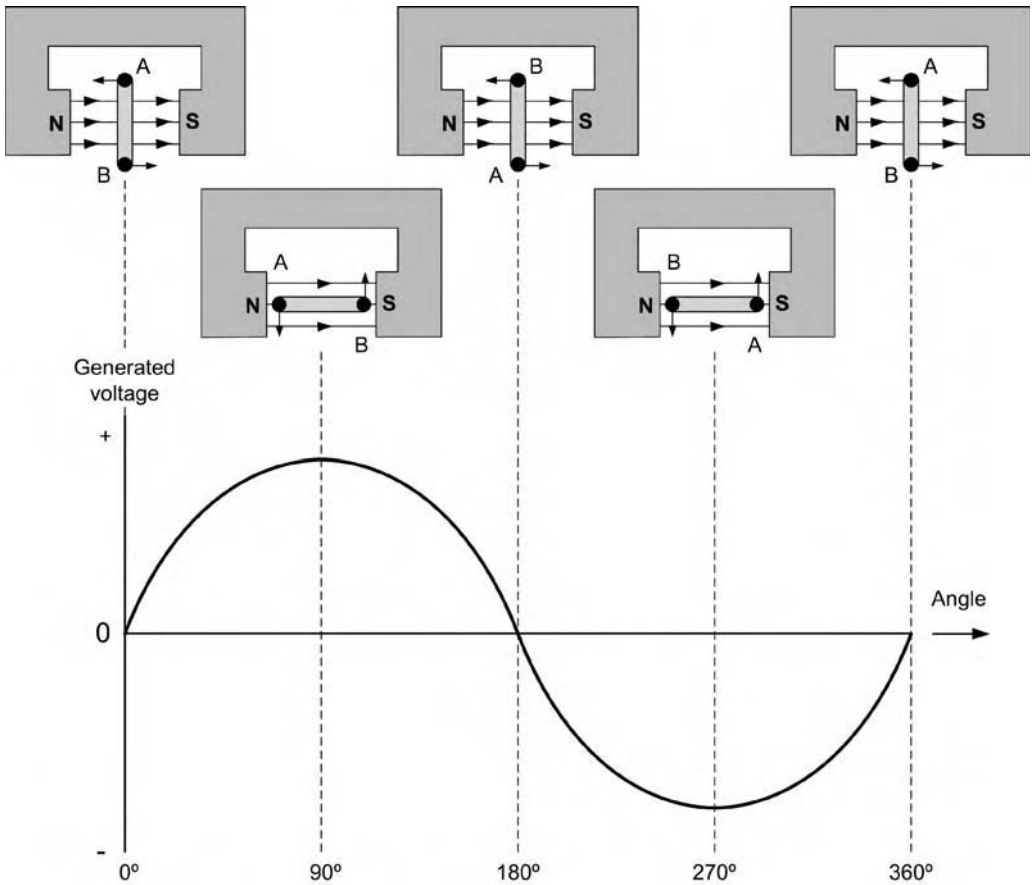 A
N
S
B
B
N
S
A
A
N
S
B
A
N
S
B
B
N
S
A
Generated
voltage
+
0
Angle
-
0º
90º
180º
270º
360º